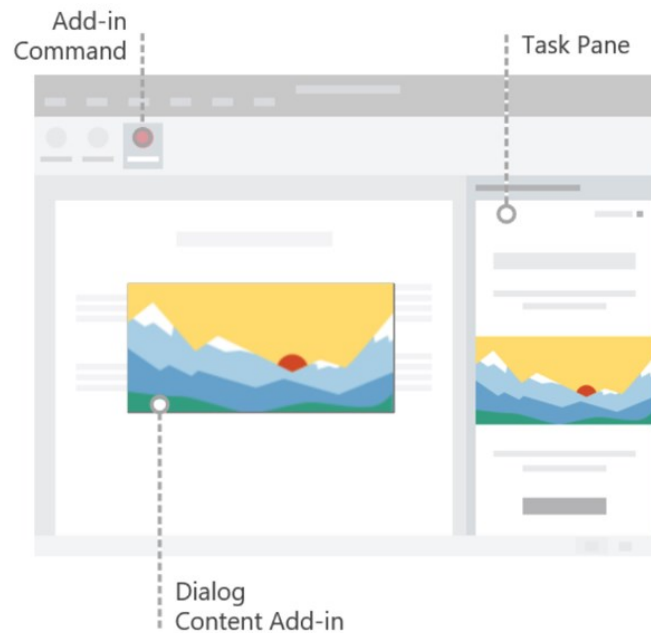 Add-in
Command
Task Pane
Dialog
Content Add-in